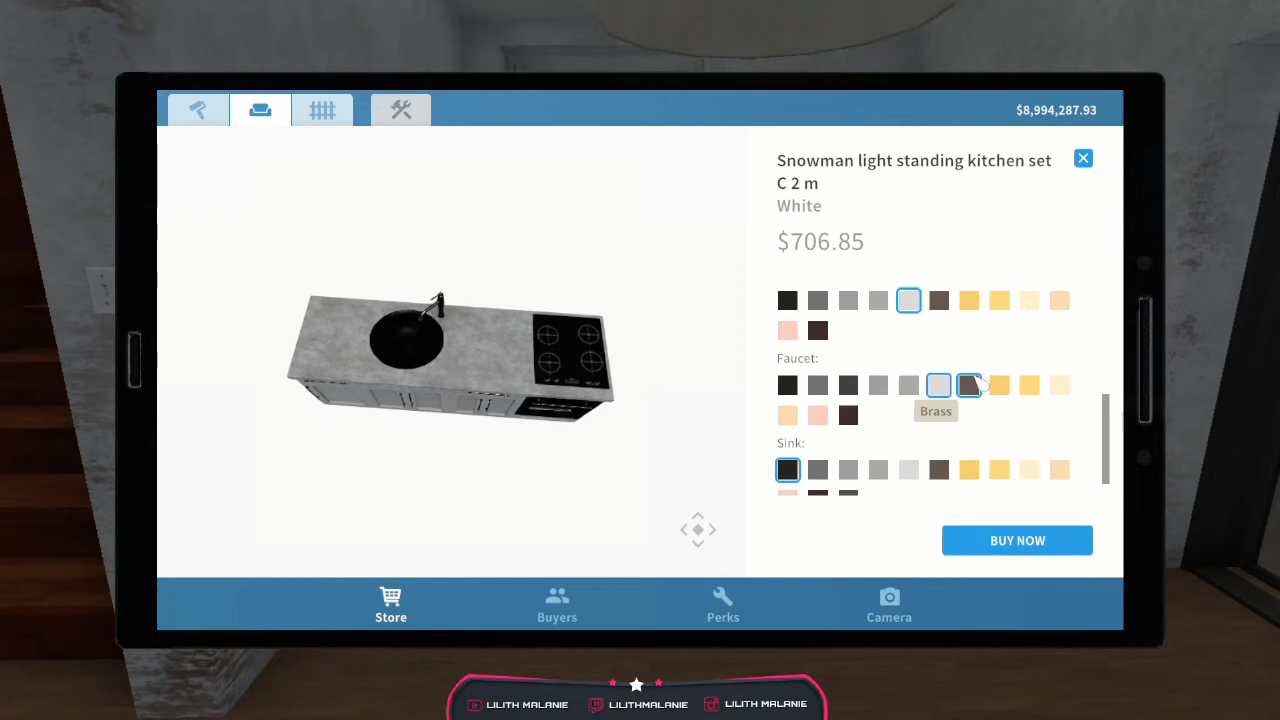 $8,994,287.93
Snowman light standing kitchen set
C 2 m
White
$706.85
Faucet:
Brass
Sink:
BUY NOW
Store
Buyers
Perks
Camera
LILITH MALANIE
LILITHMALANIE
LILITH MALANIE